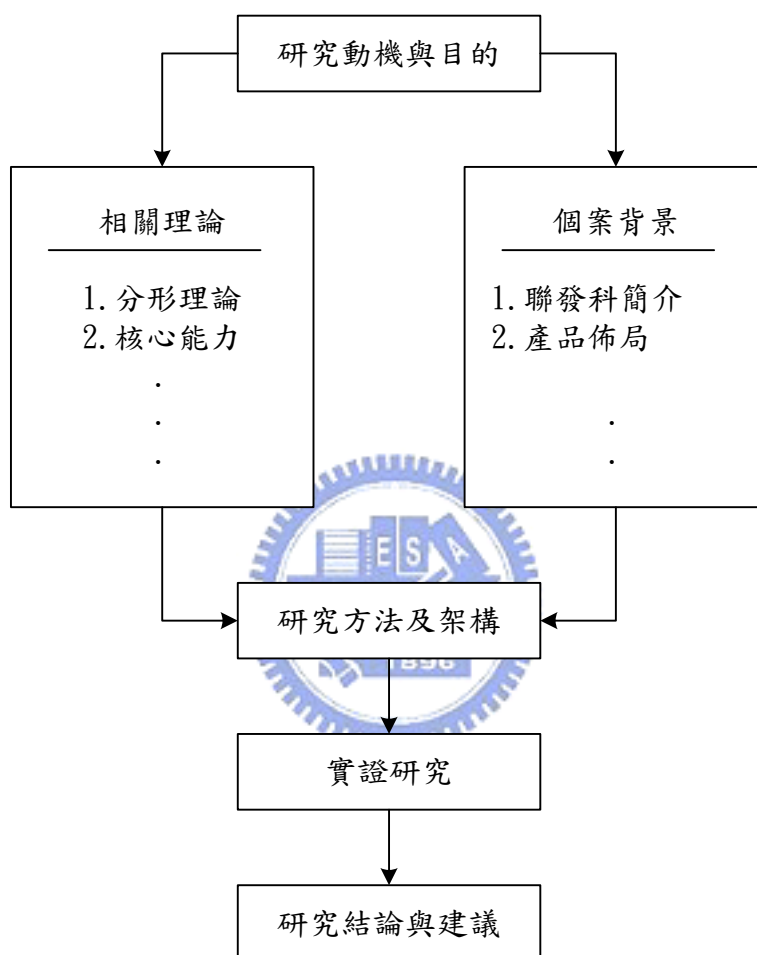 研究動機與目的
相關理論
1.分形理論
2.核心能力
.
.
.
個案背景
1.聯發科簡介
2.產品佈局
.
.
ESA
研究方法及架構
1896
實證研究
研究結論與建議